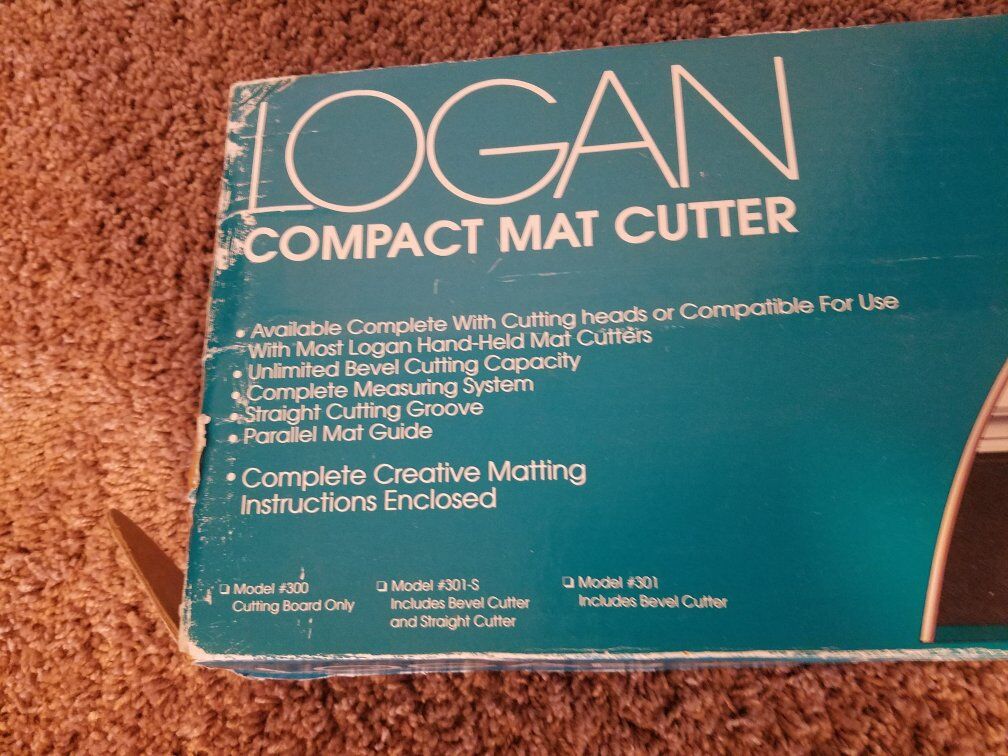 LOGAN
COMPACT MAT CUTTER
• Available Complete With Cutting heads or Compatible For Use
With Most Logan Hand-Held Mat Cutters
• Unlimited Bevel Cutting Capacity
• Complete Measuring System
• Straight Cutting Groove
• Parallel Mat Guide
• Complete Creative Matting
Instructions Enclosed
❑ Model #300
Cutting Board Only
❑ Model #301-S
Includes Bevel Cutter
and Straight Cutter
❑ Model #301
Includes Bevel Cutter